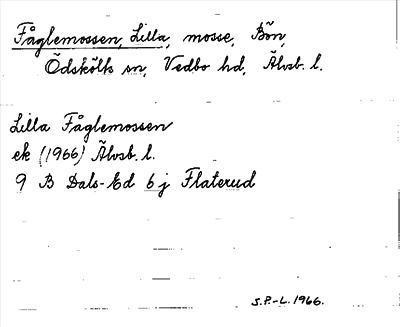 Fåglemossen, Lilla, mosse, Bön,
Ödskölts sn, Vedbo hd, Älvsb. l.
Lilla Fåglemossen
ek (1966) Älvsb. l.
9 B Dals-Ed 6 j Flaterud
S.P.-L. 1966.